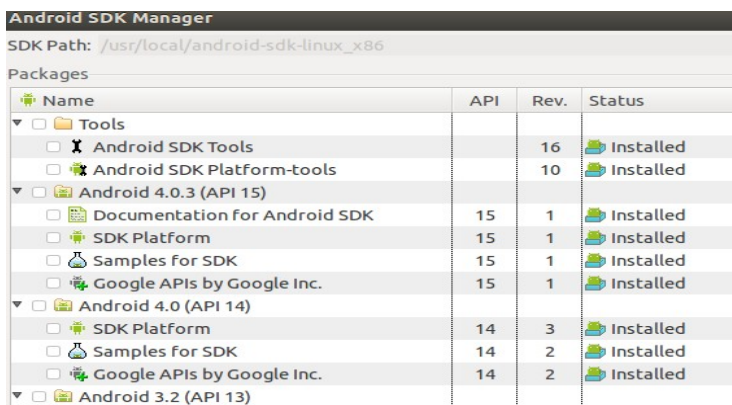 Android SDK Manager
SDK Path: /usr/local/android-sdk-linux_x86
Packages
Name API Rev. Status
Tools
Android SDK Tools 16 Installed
Android SDK Platform-tools 10 Installed
Android 4.0.3 (API 15)
Documentation for Android SDK 15 1 Installed
SDK Platform 15 1 Installed
Samples for SDK 15 1 Installed
Google APIs by Google Inc. 15 1 Installed
Android 4.0 (API 14)
SDK Platform 14 3 Installed
Samples for SDK 14 2 Installed
Google APIs by Google Inc. 14 2 Installed
Android 3.2 (API 13)